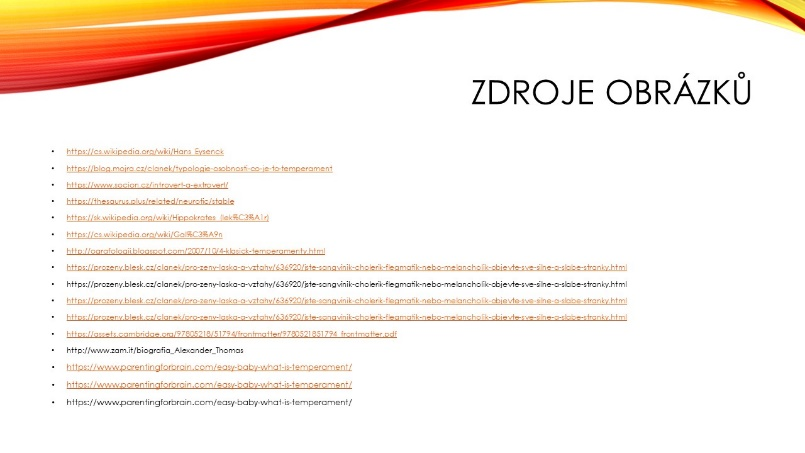 ZDROJE OBRÁZKŮ
• https://cs.wikipedia.org/wiki/Hans_Eysenck
• https://blog.mojra.cz/clanek/typologie-osobnosti-co-je-to-temperament
• https://www.socion.cz/introvert-a-extravert/
• https://thesaurus.plus/related/neurotic/stable
• https://sk.wikipedia.org/wiki/Hippokrates_(lek%C3%A1r)
• https://cs.wikipedia.org/wiki/Gal%C3%A9n
• http://ografologii.blogspot.com/2007/10/4-klasick-temperamenty.html
• https://prozeny.blesk.cz/clanek/pro-zeny-laska-a-vztahy/636920/jste-sangvinik-cholerik-flegmatik-nebo-melancholik-objevte-sve-silne-a-slabe-stranky.html
• https://prozeny.blesk.cz/clanek/pro-zeny-laska-a-vztahy/636920/jste-sangvinik-cholerik-flegmatik-nebo-melancholik-objevte-sve-silne-a-slabe-stranky.html
• https://prozeny.blesk.cz/clanek/pro-zeny-laska-a-vztahy/636920/jste-sangvinik-cholerik-flegmatik-nebo-melancholik-objevte-sve-silne-a-slabe-stranky.html
• https://prozeny.blesk.cz/clanek/pro-zeny-laska-a-vztahy/636920/jste-sangvinik-cholerik-flegmatik-nebo-melancholik-objevte-sve-silne-a-slabe-stranky.html
• https://assets.cambridge.org/97805218/51794/frontmatter/9780521851794_frontmatter.pdf
• http://www.zam.it/biografia_Alexander_Thomas
• https://www.parentingforbrain.com/easy-baby-what-is-temperament/
• https://www.parentingforbrain.com/easy-baby-what-is-temperament/
• https://www.parentingforbrain.com/easy-baby-what-is-temperament/